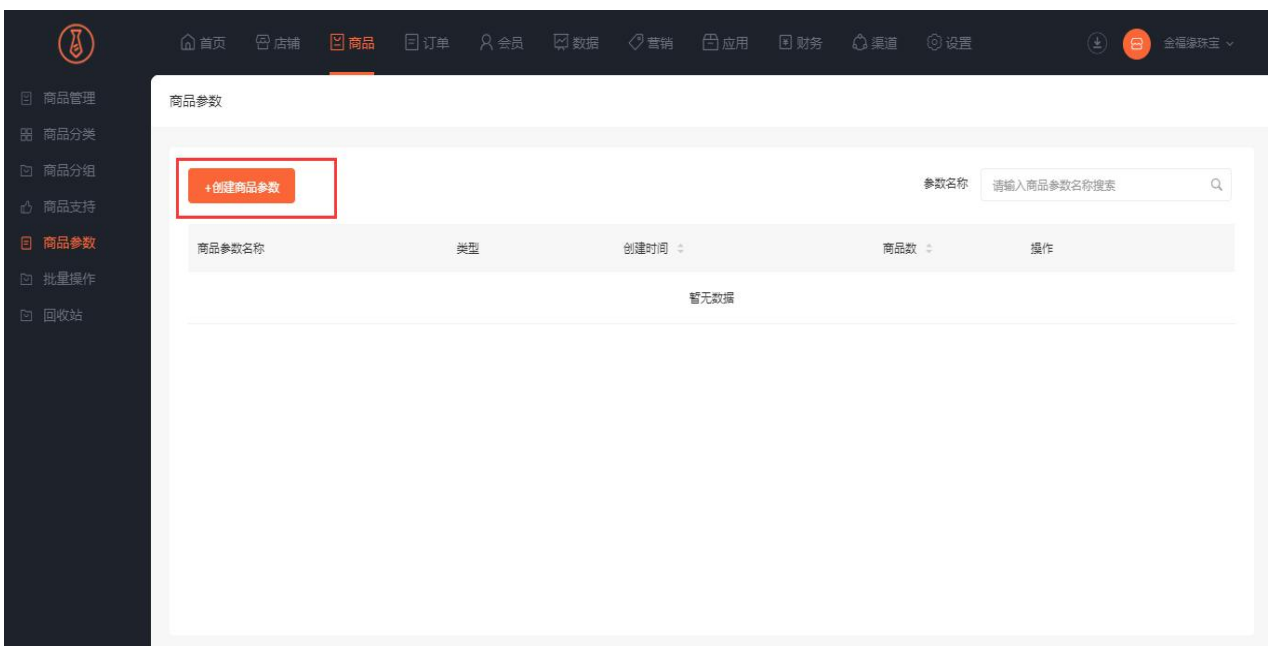 首页 店铺 商品 订单 会员 数据 营销 应用 财务 渠道 设置 金福缘珠宝
商品管理
商品分类
商品分组
商品支持
商品参数
批量操作
回收站
商品参数
+创建商品参数
参数名称 请输入商品参数名称搜索
商品参数名称 类型 创建时间 商品数 操作
暂无数据